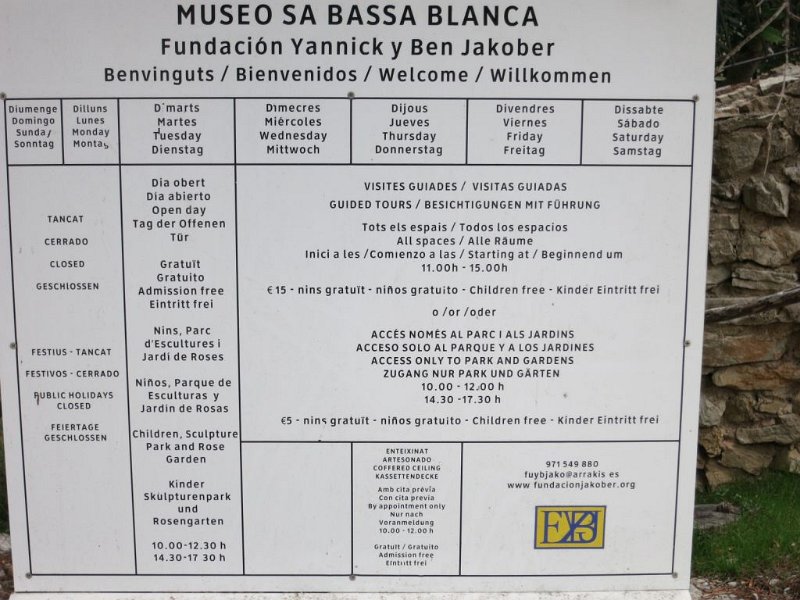 MUSEO SA BASSA BLANCA
Fundación Yannick y Ben Jakober
Benvinguts / Bienvenidos / Welcome / Willkommen
Diumenge
Domingo
Sunday
Sonntag
Dilluns
Lunes
Monday
Montag
Dimarts
Martes
Tuesday
Dienstag
Dimecres
Miércoles
Wednesday
Mittwoch
Dijous
Jueves
Thursday
Donnerstag
Divendres
Viernes
Friday
Freitag
Dissabte
Sábado
Saturday
Samstag
TANCAT
CERRADO
CLOSED
GESCHLOSSEN
FESTIUS - TANCAT
FESTIVOS - CERRADO
PUBLIC HOLIDAYS
CLOSED
FEIERTAGE
GESCHLOSSEN
Dia obert
Día abierto
Open day
Tag der Offenen
Tür
Gratuït
Gratuito
Admission free
Eintritt frei
Nins, Parc
d'Escultures i
Jardi de Roses
Niños, Parque de
Esculturas y
Jardin de Rosas
Children, Sculpture
Park and Rose
Garden
Kinder
Skulpturenpark
und
Rosengarten
10.00-12.30 h
14.30-17 30 h
VISITES GUIADES / VISITAS GUIADAS
GUIDED TOURS / BESICHTIGUNGEN MIT FÜHRUNG
Tots els espais / Todos los espacios
All spaces / Alle Räume
Inici a les /Comienzo a las / Starting at / Beginnend um
11.00h - 15.00h
€ 15 - nins gratuït - niños gratuito - Children free - Kinder Eintritt frei
o /or /oder
ACCÉS NOMÉS AL PARC I ALS JARDINS
ACCESO SOLO AL PARQUE Y A LOS JARDINES
ACCESS ONLY TO PARK AND GARDENS
ZUGANG NUR PARK UND GÄRTEN
10.00 - 12.00 h
14.30 -17.30 h
€5 - nins gratuït - niños gratuito - Children free - Kinder Eintritt frei
ENTEIXINAT
ARTESONADO
COFFERED CEILING
KASSETTENDECKE
Amb cita prèvia
Con cita previa
By appointment only
Nur nach
Voranmeldung
10.00 - 12.00 h
Gratuït / Gratuito
Admission free
Eintritt frei
971 549 880
fuybjako@arrakis es
www.fundacionjakober.org
FYBJ